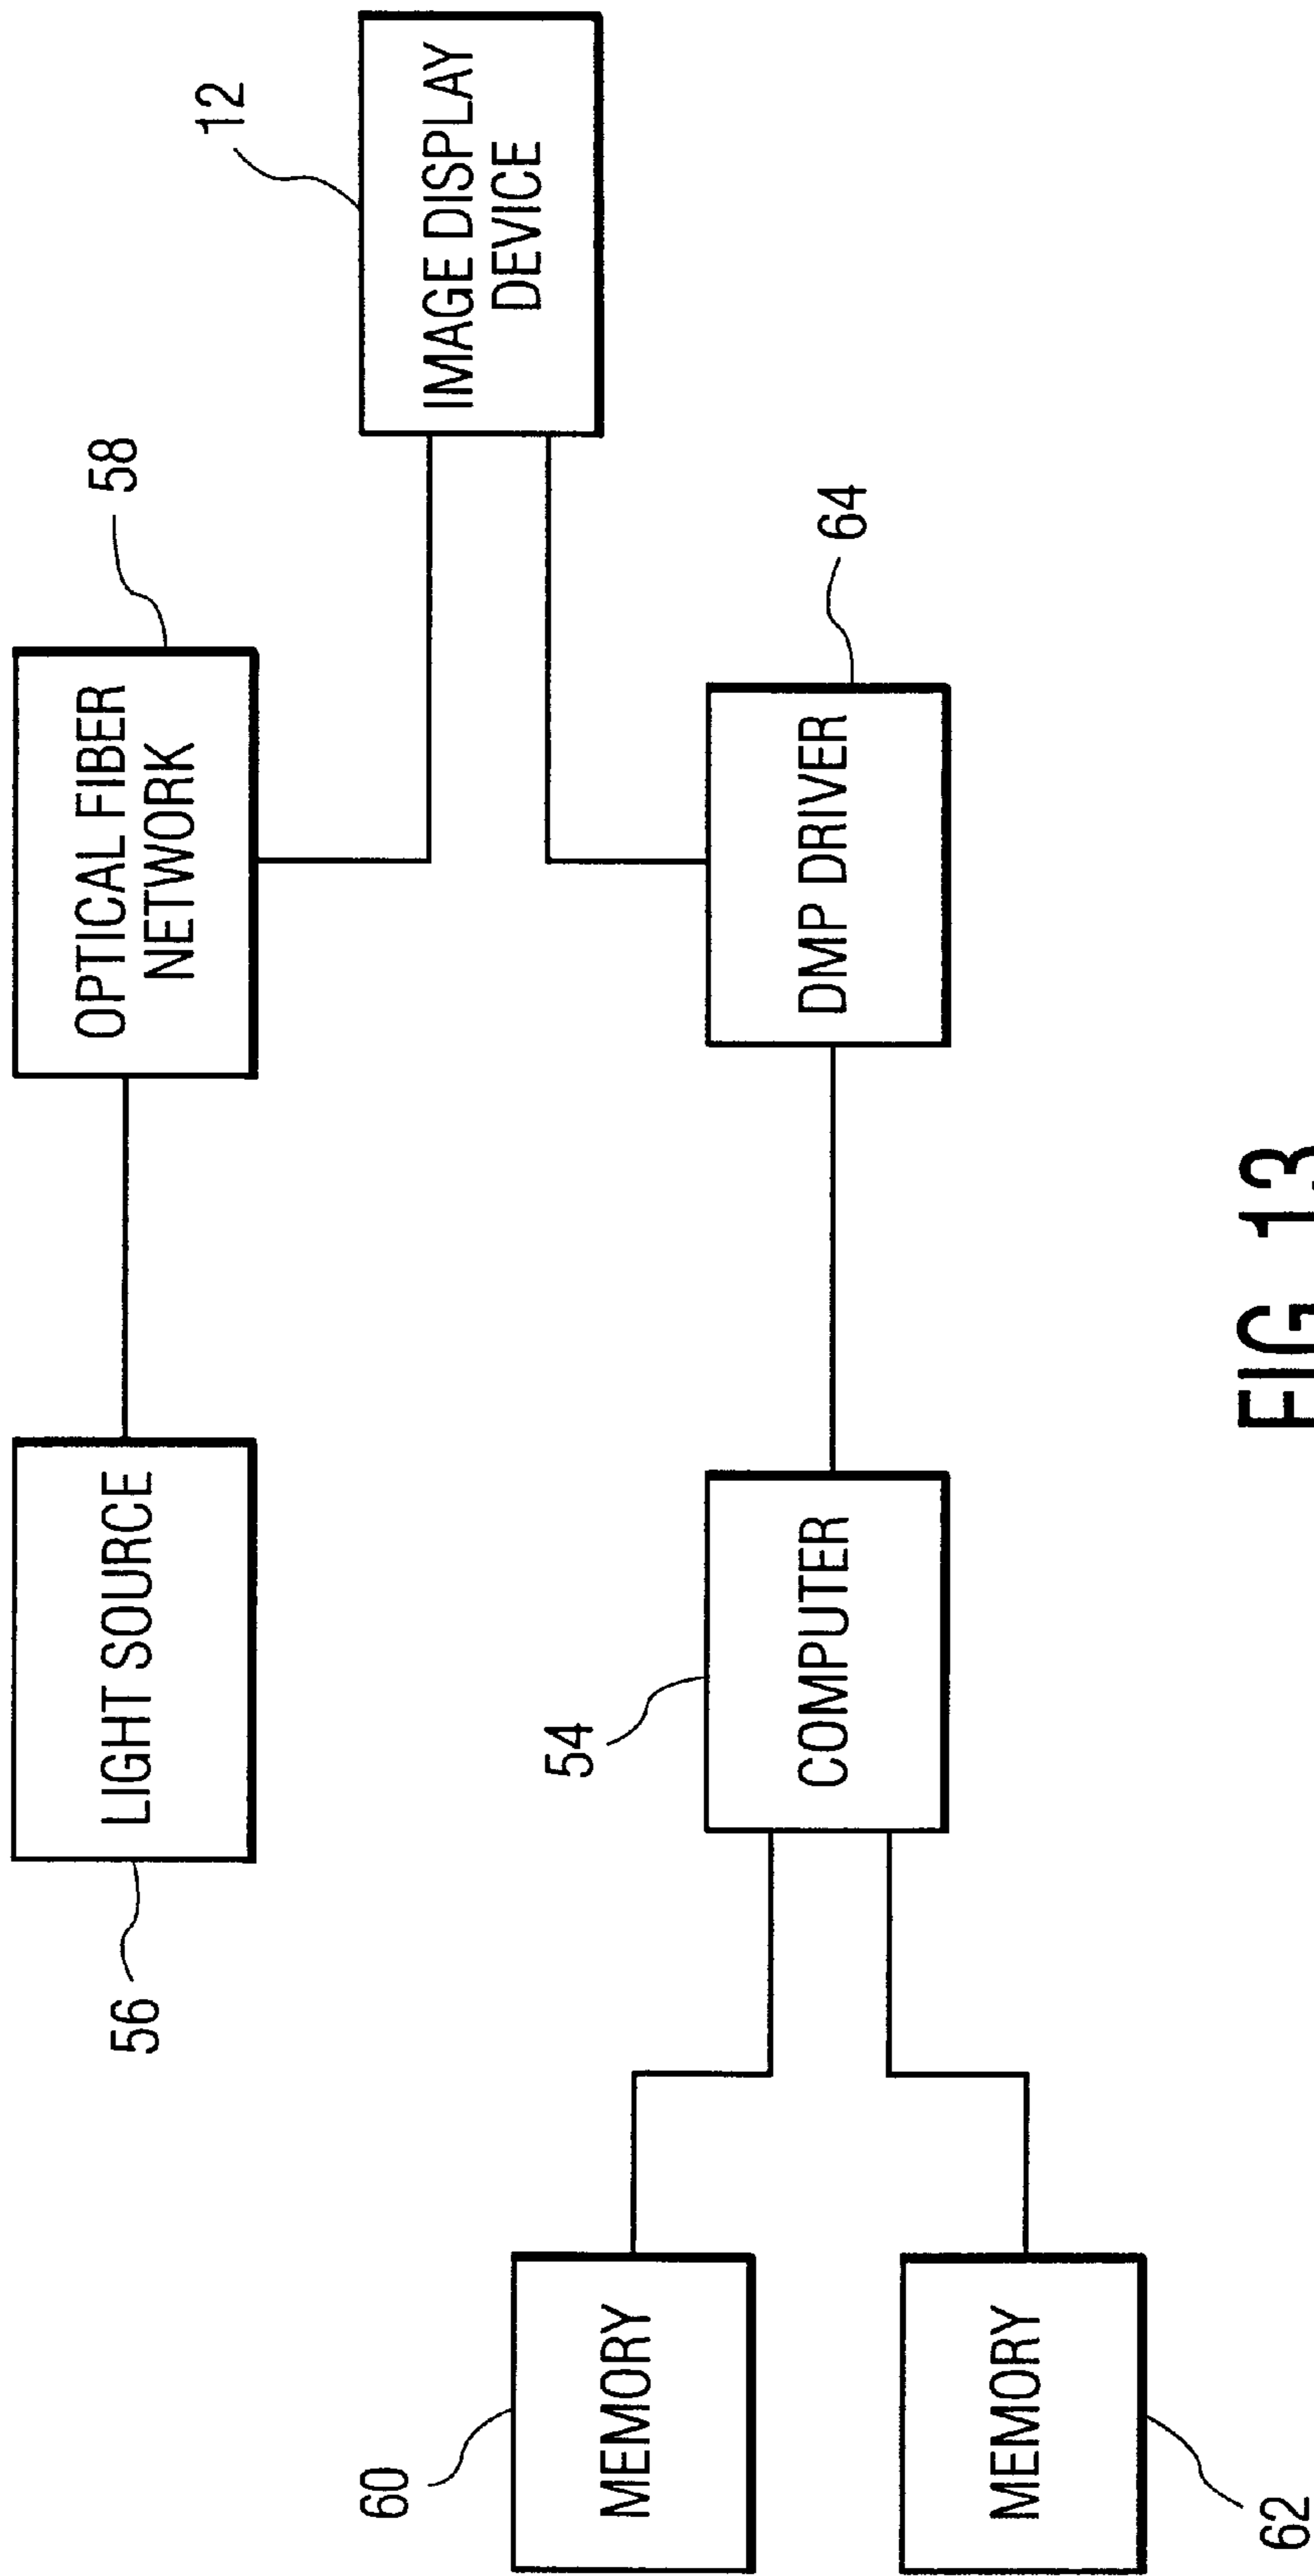 56
LIGHT SOURCE
OPTICAL FIBER
NETWORK
58
12
IMAGE DISPLAY
DEVICE
60
MEMORY
54
COMPUTER
DMP DRIVER
64
MEMORY
62
FIG. 13